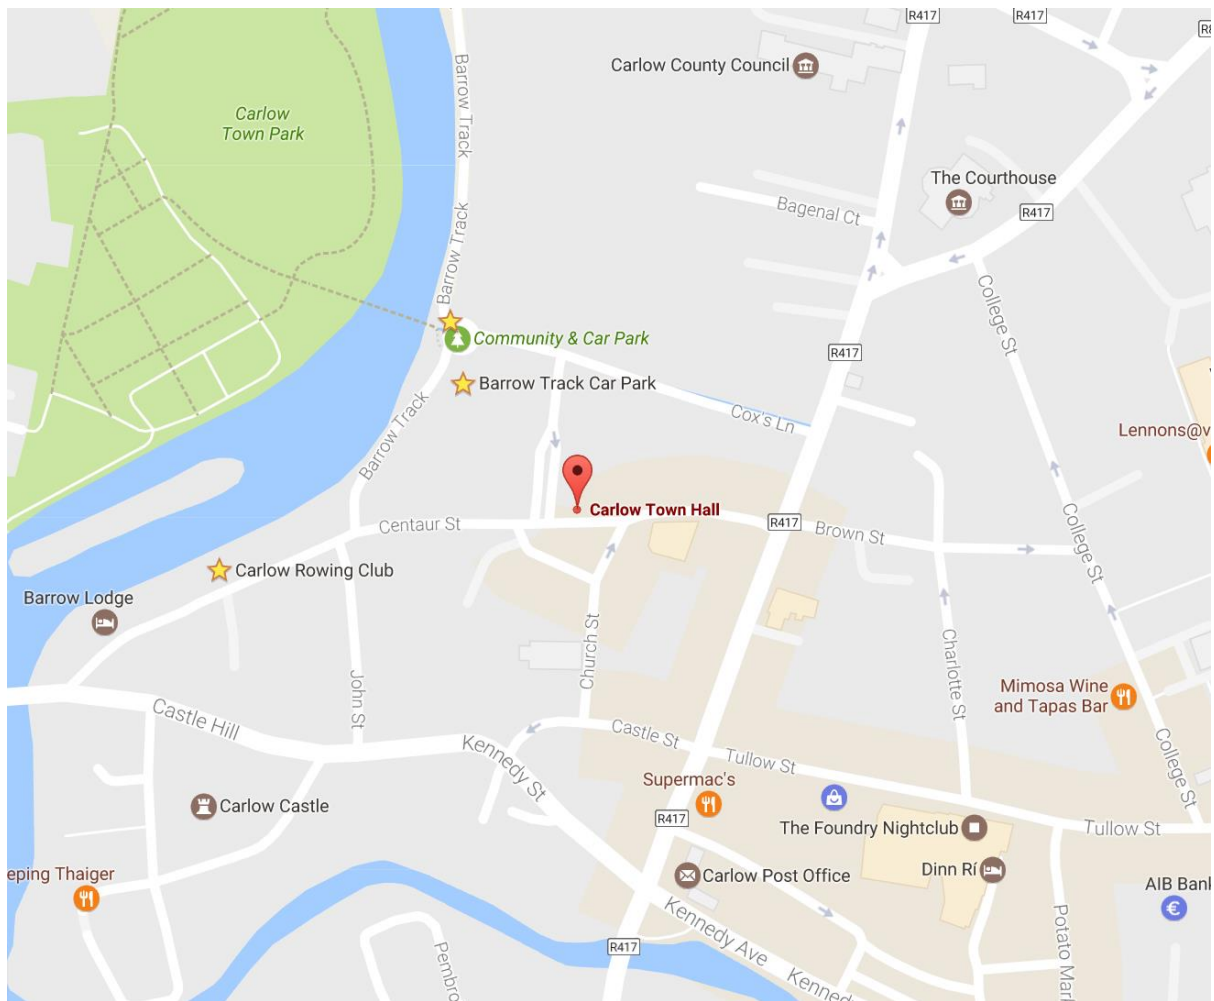 R417
R417
R8
Carlow County Council
Barrow Track
Carlow
Town Park
The Courthouse
R417
Bagenal Ct
Barrow Track
College St
Community & Car Park
R417
Barrow Track Car Park
Cox's Ln
Barrow Track
Lennons@v
Carlow Town Hall
Centaur St
R417
Brown St
College St
Carlow Rowing Club
Barrow Lodge
Church St
Charlotte St
John St
Mimosa Wine
and Tapas Bar
Castle Hill
Kennedy St
Castle St
Tullow St
College St
Supermac's
Carlow Castle
R417
The Foundry Nightclub
Tullow St
eping Thaiger
Carlow Post Office
Dinn Rí
AIB Bank
Kennedy Ave
R417
Pembro
Kenned
Potato Mar